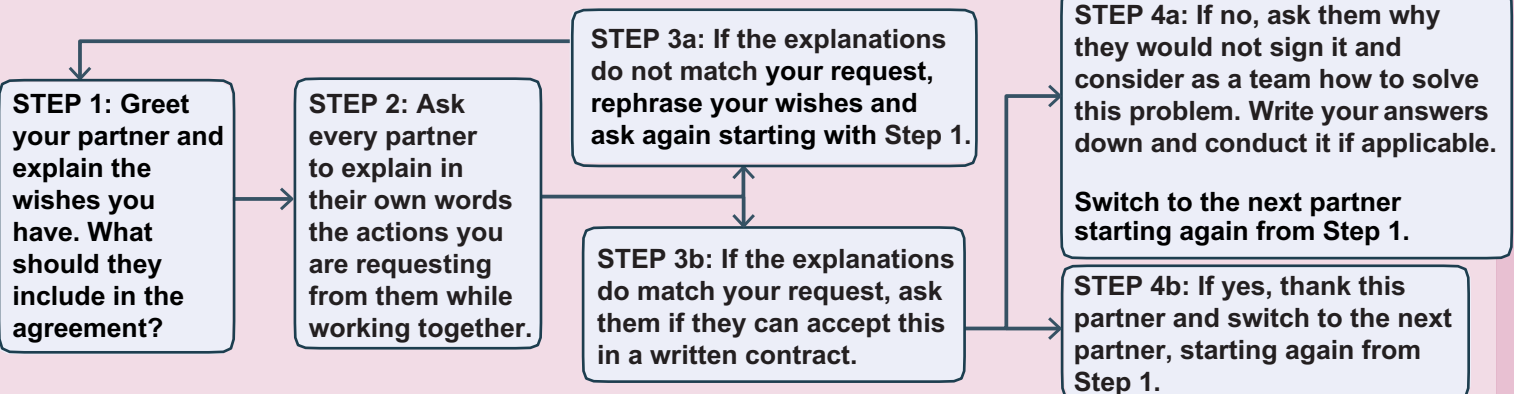 STEP 1: Greet
your partner and
explain the
wishes you
have. What
should they
include in the
agreement?
STEP 2: Ask
every partner
to explain in
their own words
the actions you
are requesting
from them while
working together.
STEP 3a: If the explanations
do not match your request,
rephrase your wishes and
ask again starting with Step 1.
STEP 3b: If the explanations
do match your request, ask
them if they can accept this
in a written contract.
STEP 4a: If no, ask them why
they would not sign it and
consider as a team how to solve
this problem. Write your answers
down and conduct it if applicable.
Switch to the next partner
starting again from Step 1.
STEP 4b: If yes, thank this
partner and switch to the next
partner, starting again from
Step 1.